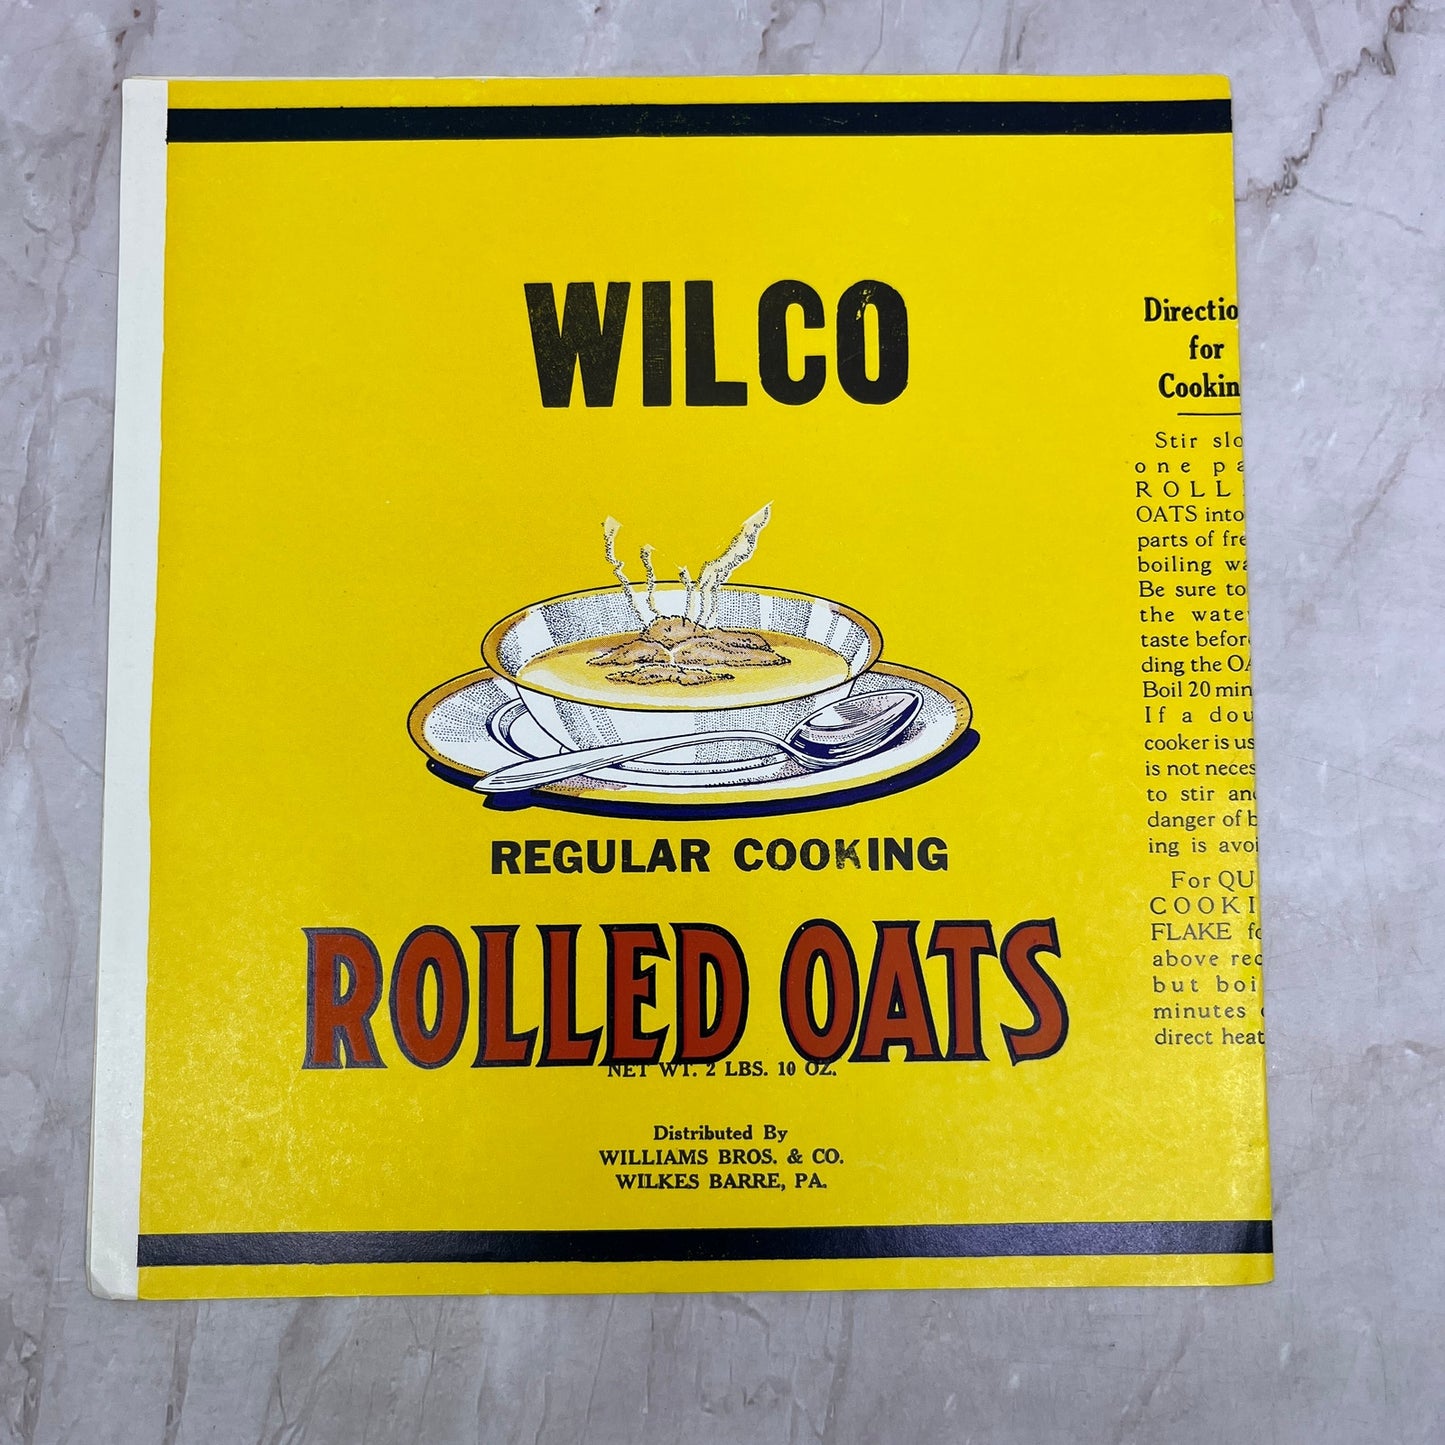 WILCO
REGULAR COOKING
ROLLED OATS
NET WT. 2 LBS. 10 OZ.
Distributed By
WILLIAMS BROS. & CO.
WILKES BARRE, PA.
Directio
for
Cookin
Stir slo
one pa
ROLL
OATS into
parts of fre
boiling wa
Be sure to
the wate
taste befor
ding the OA
Boil 20 min
If a dou
cooker is us
is not neces
to stir an
danger of b
ing is avoi
For QU
COOKI
FLAKE fo
above rec
but boi
minutes
direct heat